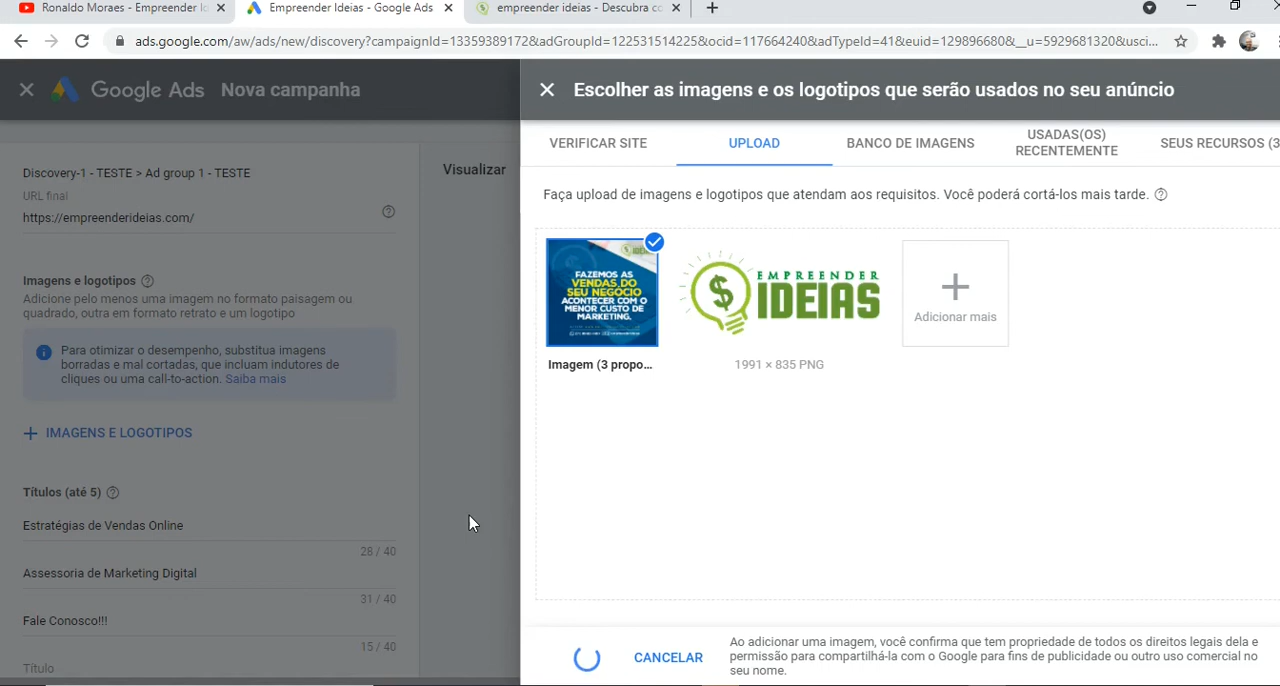 Ronaldo Moraes - Empreender Id
Empreender Ideias - Google Ads
empreender ideias - Descubra co
ads.google.com/aw/ads/new/discovery?campaignId=13359389172&adGroupId=122531514225&ocid=117664240&adTypeId=41&euid=129896680&__u=5929681320&usci...
Google Ads Nova campanha
Escolher as imagens e os logotipos que serão usados no seu anúncio
VERIFICAR SITE
UPLOAD
BANCO DE IMAGENS
USADAS(OS)
RECENTEMENTE
SEUS RECURSOS (3
Discovery-1 - TESTE > Ad group 1 - TESTE
URL final
https://empreenderideias.com/
Visualizar
Faça upload de imagens e logotipos que atendam aos requisitos. Você poderá cortá-los mais tarde.
Imagens e logotipos
Adicione pelo menos uma imagem no formato paisagem ou
quadrado, outra em formato retrato e um logotipo
Para otimizar o desempenho, substitua imagens
borradas e mal cortadas, que incluam indutores de
cliques ou uma call-to-action. Saiba mais
IMAGENS E LOGOTIPOS
FAZEMOS AS
VENDAS DO
SEU NEGÓCIO
ACONTECER COM O
MENOR CUSTO DE
MARKETING.
Imagem (3 propo...
EMPREENDER
IDEIAS
1991 × 835 PNG
Adicionar mais
Títulos (até 5)
Estratégias de Vendas Online
28 / 40
Assessoria de Marketing Digital
31 / 40
Fale Conosco!!!
15 / 40
Título
CANCELAR
Ao adicionar uma imagem, você confirma que tem propriedade de todos os direitos legais dela e
permissão para compartilhá-la com o Google para fins de publicidade ou outro uso comercial no
seu nome.